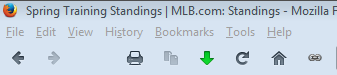 Spring Training Standings | MLB.com: Standings - Mozilla F
File Edit View History Bookmarks Tools Help